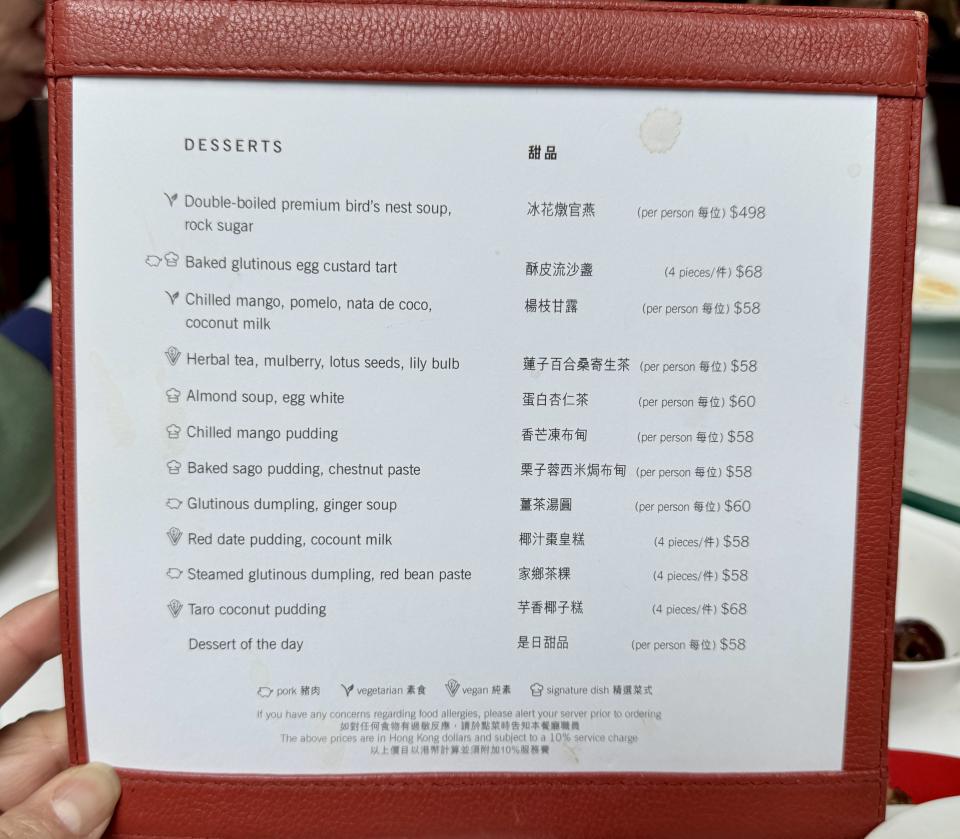 DESSERTS 甜品
Double-boiled premium bird's nest soup, 冰花燉官燕 (per person 每位) $498
rock sugar
Baked glutinous egg custard tart 酥皮流沙盞 (4 pieces/件) $68
Chilled mango, pomelo, nata de coco, 楊枝甘露 (per person 每位) $58
coconut milk
Herbal tea, mulberry, lotus seeds, lily bulb 蓮子百合桑寄生茶 (per person 每位) $58
Almond soup, egg white 蛋白杏仁茶 (per person 每位) $60
Chilled mango pudding 香芒凍布甸 (per person 每位) $58
Baked sago pudding, chestnut paste 栗子蓉西米焗布甸 (per person 每位) $58
Glutinous dumpling, ginger soup 薑茶湯圓 (per person 每位) $60
Red date pudding, cocount milk 椰汁棗皇糕 (4 pieces/件) $58
Steamed glutinous dumpling, red bean paste 家鄉茶粿 (4 pieces/件) $58
Taro coconut pudding 芋香椰子糕 (4 pieces/件) $68
Dessert of the day 是日甜品 (per person 每位) $58
pork 豬肉 vegetarian 素食 vegan 純素 signature dish 精選菜式
If you have any concerns regarding food allergies, please alert your server prior to ordering
如對任何食物有過敏反應，請於點菜時告知本餐廳職員
The above prices are in Hong Kong dollars and subject to a 10% service charge
以上價目以港幣計算並須附加10%服務費